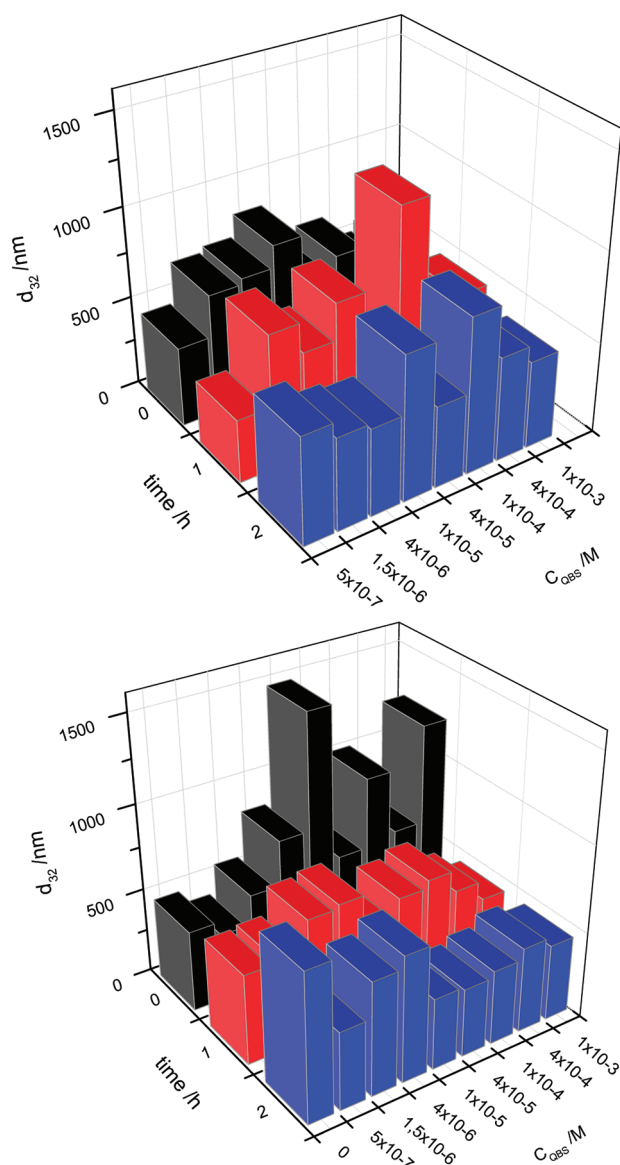 1500
1000
500
0
d32 /nm
0
1
2
time /h
5x10-7
1,5x10-6
4x10-6
1x10-5
4x10-5
1x10-4
4x10-4
1x10-3
CQBS /M
1500
1000
500
0
d32 /nm
0
1
2
time /h
0
5x10-7
1,5x10-6
4x10-6
1x10-5
4x10-5
1x10-4
4x10-4
1x10-3
CQBS /M